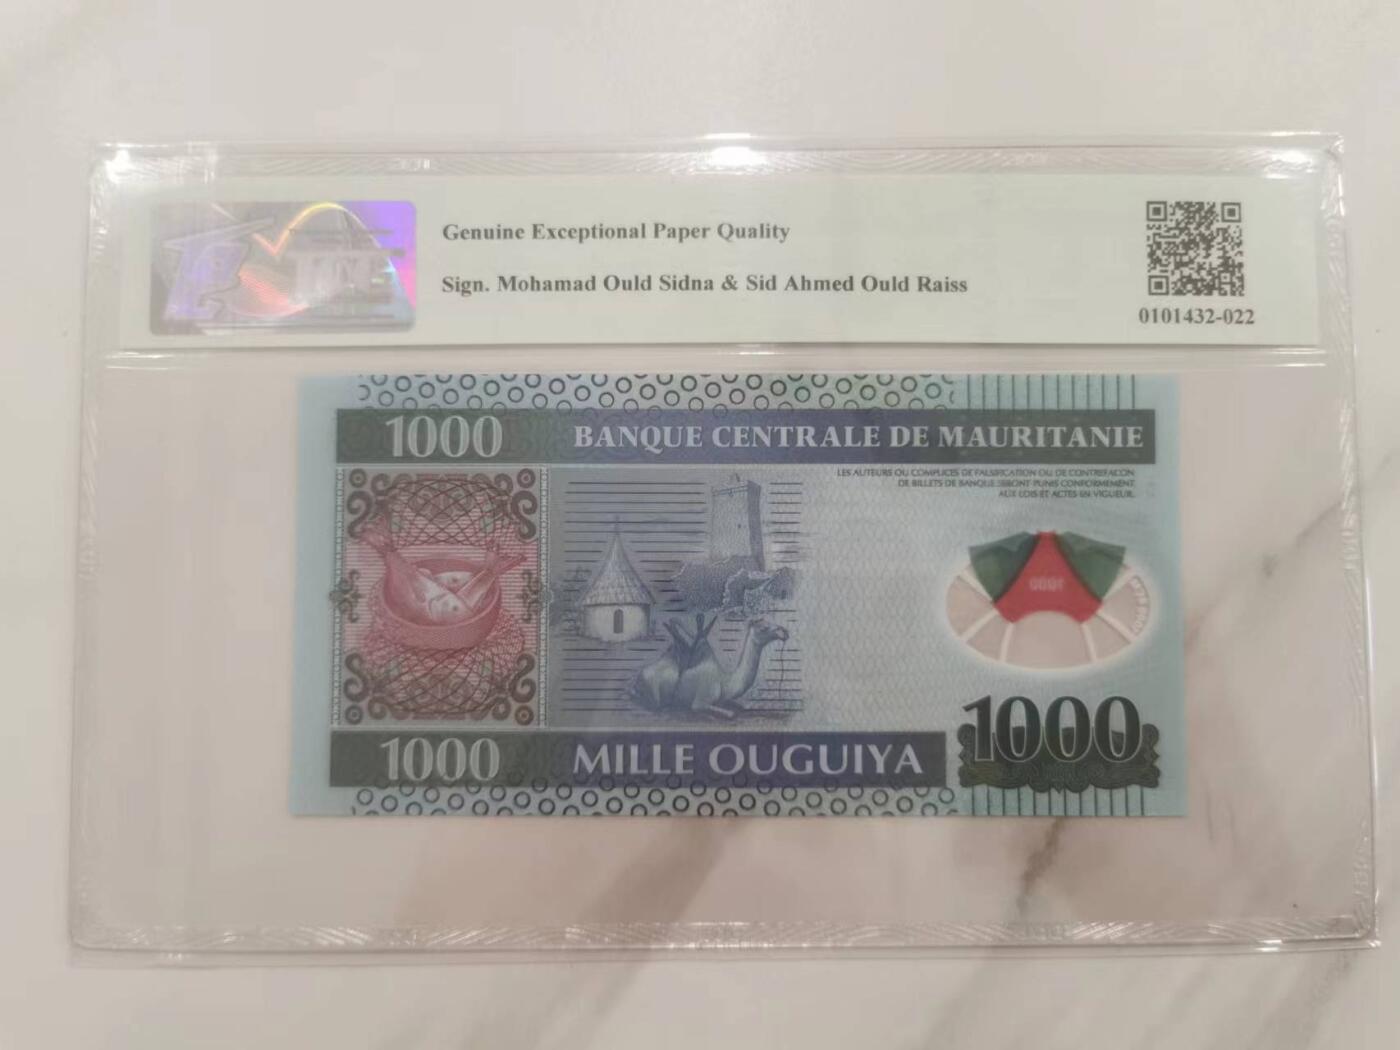 Genuine Exceptional Paper Quality
Sign. Mohamad Ould Sidna & Sid Ahmed Ould Raiss
0101432-022
1000 BANQUE CENTRALE DE MAURITANIE
LES AUTEURS OU COMPLICES DE FALSIFICATION OU DE CONTREFACON
DE BILLETS DE BANQUE SERONT PUNIS CONFORMEMENT
AUX LOIS ET ACTES EN VIGUEUR.
1000
1000 MILLE OUGUIYA